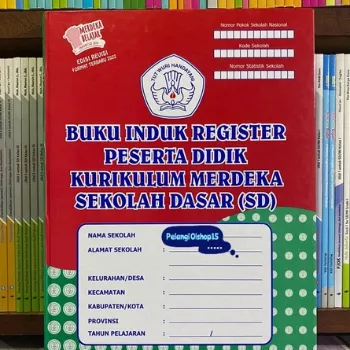 MERDEKA
BELAJAR
EDISI REVISI
FORMAT TERBARU 2022
Nomor Pokok Sekolah Nasional
Kode Sekolah
Nomor Statistik Sekolah
TUT WURI HANDAYANI
BUKU INDUK REGISTER
PESERTA DIDIK
KURIKULUM MERDEKA
SEKOLAH DASAR (SD)
NAMA SEKOLAH :
PelangiOlshop15
ALAMAT SEKOLAH :
KELURAHAN/DESA :
KECAMATAN :
KABUPATEN/KOTA :
PROVINSI :
TAHUN PELAJARAN : /